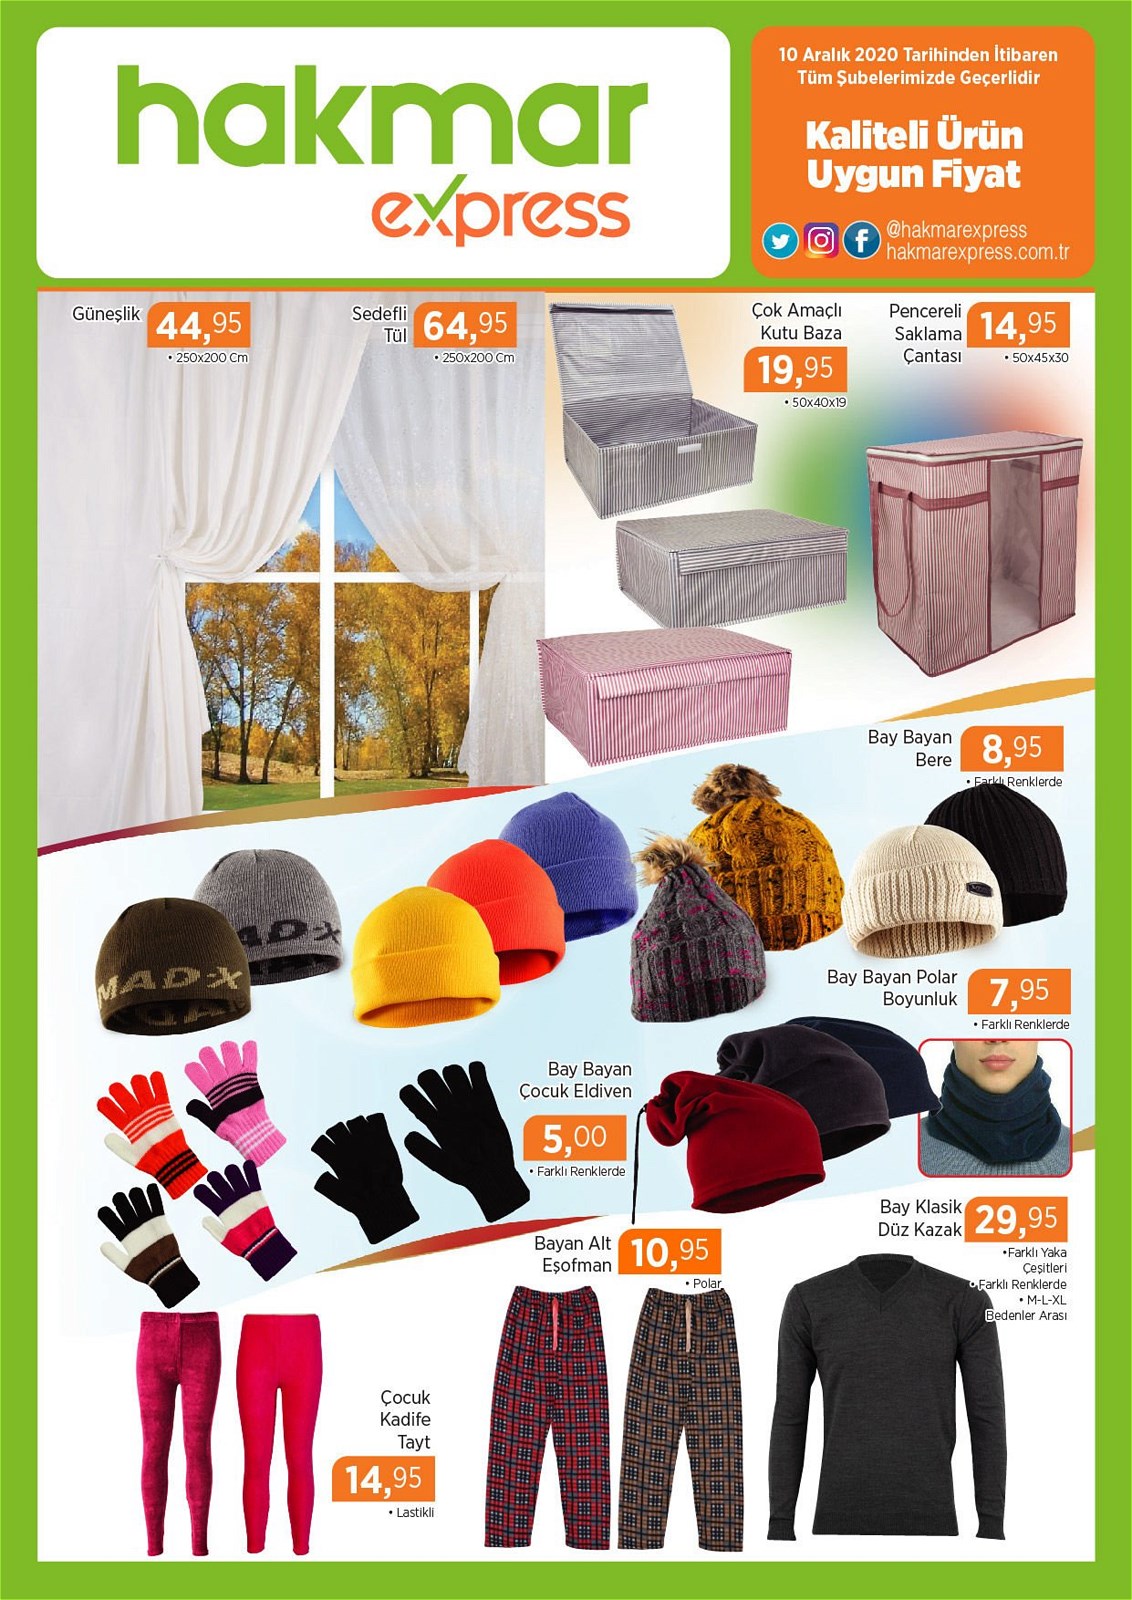 hakmar
express
10 Aralık 2020 Tarihinden İtibaren
Tüm Şubelerimizde Geçerlidir
Kaliteli Ürün
Uygun Fiyat
@hakmarexpress
hakmarexpress.com.tr
Güneşlik
44,95
• 250x200 Cm
Sedefli
Tül
64,95
• 250x200 Cm
Çok Amaçlı
Kutu Baza
19,95
• 50x40x19
Pencereli
Saklama
Çantası
14,95
• 50x45x30
Bay Bayan
Bere
8,95
• Farklı Renklerde
MAD-X
AD-X
Bay Bayan Polar
Boyunluk
7,95
• Farklı Renklerde
Bay Bayan
Çocuk Eldiven
5,00
• Farklı Renklerde
Bay Klasik
Düz Kazak
29,95
•Farklı Yaka
Çeşitleri
• Farklı Renklerde
• M-L-XL
Bedenler Arası
Bayan Alt
Eşofman
10,95
• Polar
Çocuk
Kadife
Tayt
14,95
• Lastikli